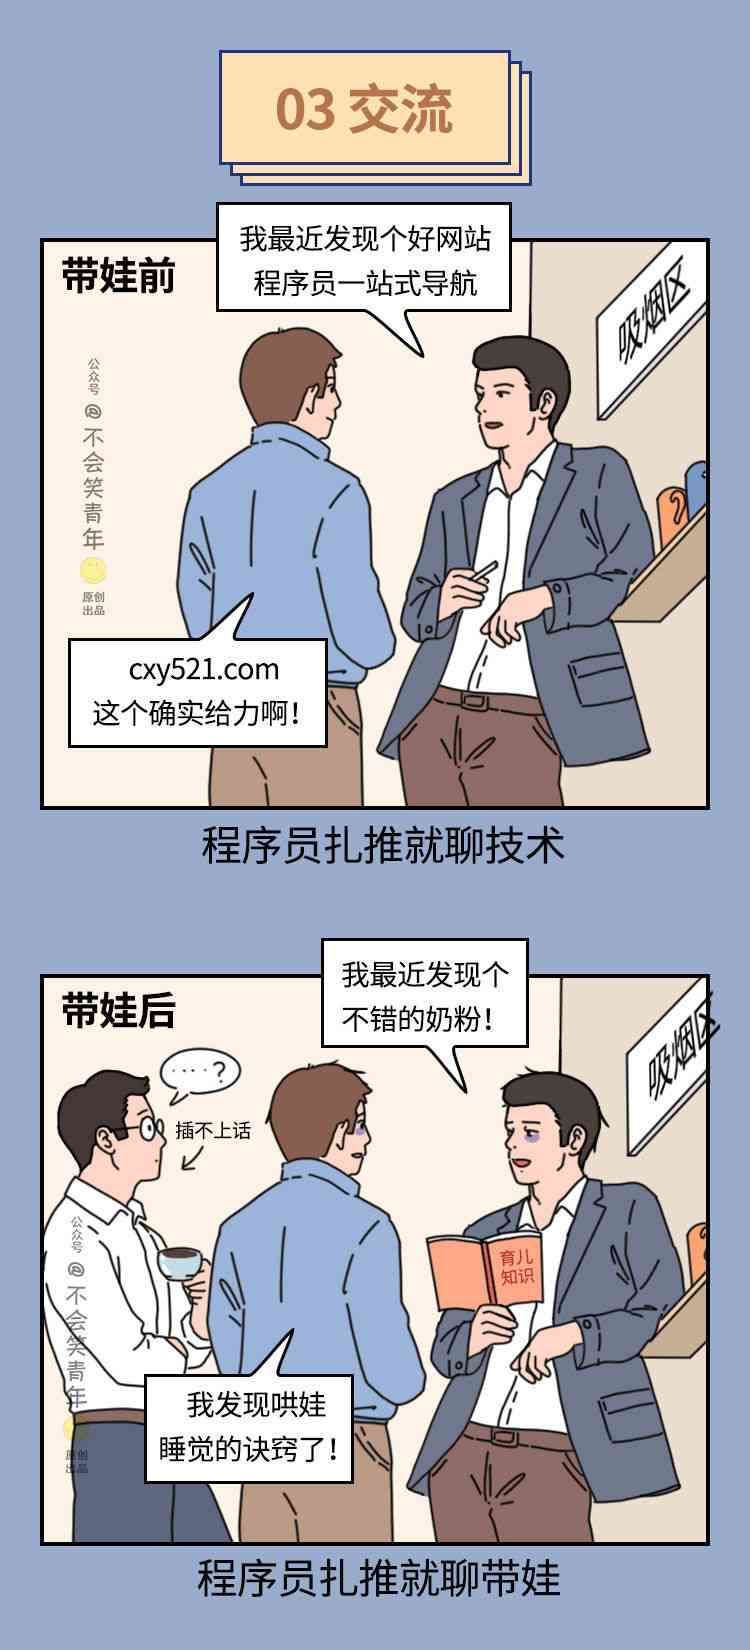 03 交流
我最近发现个好网站
程序员一站式导航
带娃前
吸烟区
公众号
不会笑青年
原创
出品
cxy521.com
这个确实给力啊！
程序员扎推就聊技术
我最近发现个
不错的奶粉！
带娃后
吸烟区
····?
插不上话
公众号
不会笑青年
原创
出品
育儿
知识
我发现哄娃
睡觉的诀窍了！
程序员扎推就聊带娃